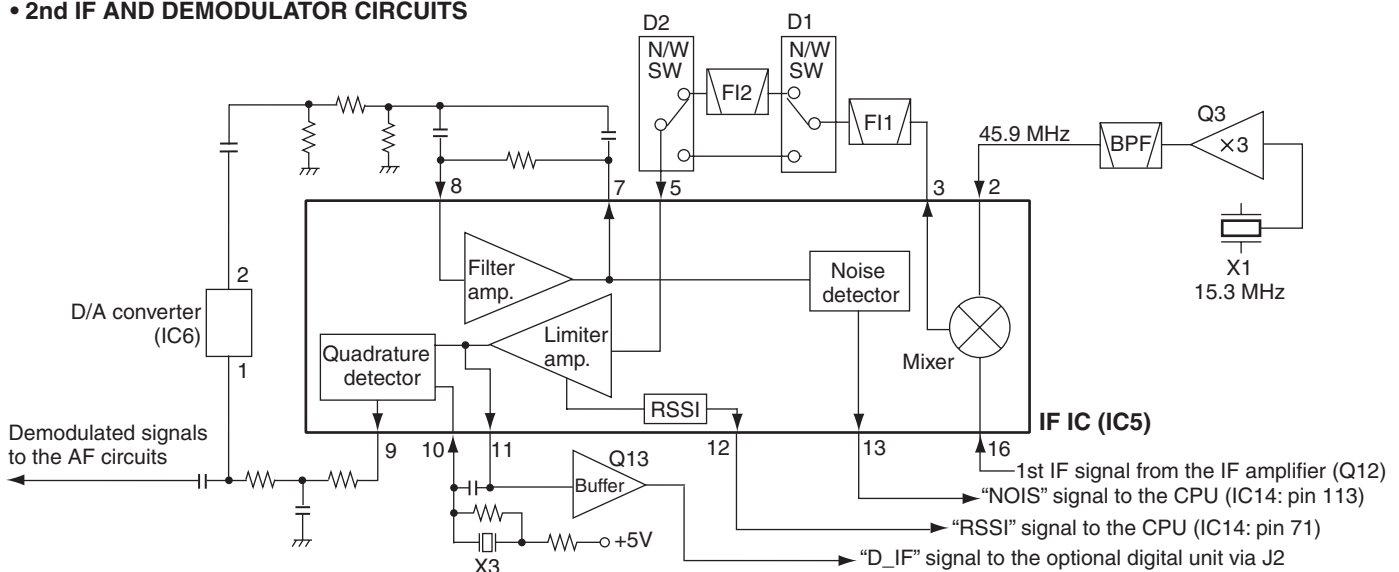 • 2nd IF AND DEMODULATOR CIRCUITS
D2
D1
N/W
SW
N/W
SW
FI2
FI1
Q3
×3
BPF
45.9 MHz
X1
15.3 MHz
8
7
5
3
2
Filter
amp.
Noise
detector
Mixer
2
D/A converter
(IC6)
1
Limiter
amp.
Quadrature
detector
RSSI
IF IC (IC5)
9
10
11
12
13
16
Demodulated signals
to the AF circuits
Q13
Buffer
+5V
X3
1st IF signal from the IF amplifier (Q12)
“NOIS” signal to the CPU (IC14: pin 113)
“RSSI” signal to the CPU (IC14: pin 71)
“D_IF” signal to the optional digital unit via J2